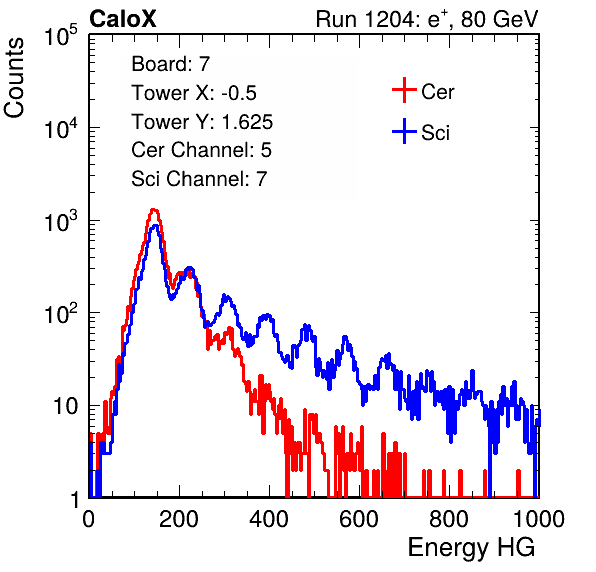 CaloX Run 1204: e⁺, 80 GeV
Board: 7
Tower X: -0.5
Tower Y: 1.625
Cer Channel: 5
Sci Channel: 7
Cer
Sci
Counts
10⁵
10⁴
10³
10²
10
1
0 200 400 600 800 1000
Energy HG